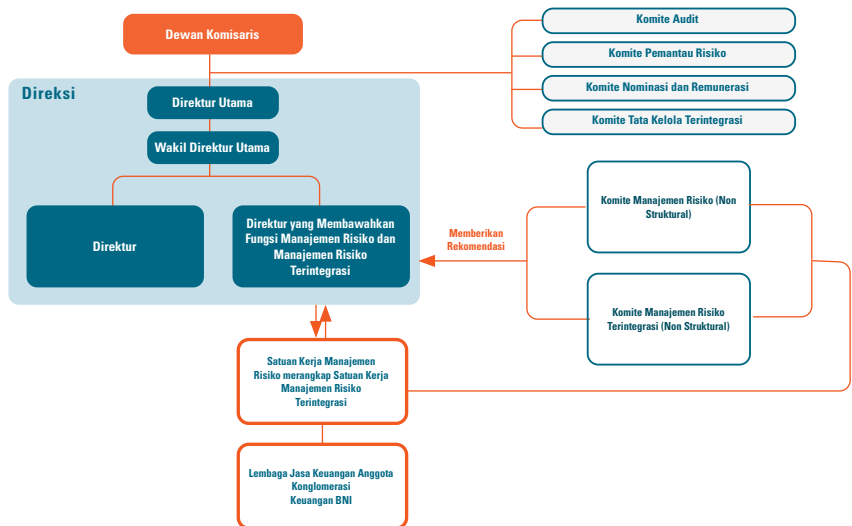 Dewan Komisaris
Komite Audit
Komite Pemantau Risiko
Komite Nominasi dan Remunerasi
Komite Tata Kelola Terintegrasi
Direksi
Direktur Utama
Wakil Direktur Utama
Direktur
Direktur yang Membawahkan
Fungsi Manajemen Risiko dan
Manajemen Risiko
Terintegrasi
Memberikan
Rekomendasi
Komite Manajemen Risiko (Non
Struktural)
Komite Manajemen Risiko
Terintegrasi (Non Struktural)
Satuan Kerja Manajemen
Risiko merangkap Satuan Kerja
Manajemen Risiko
Terintegrasi
Lembaga Jasa Keuangan Anggota
Konglomerasi
Keuangan BNI